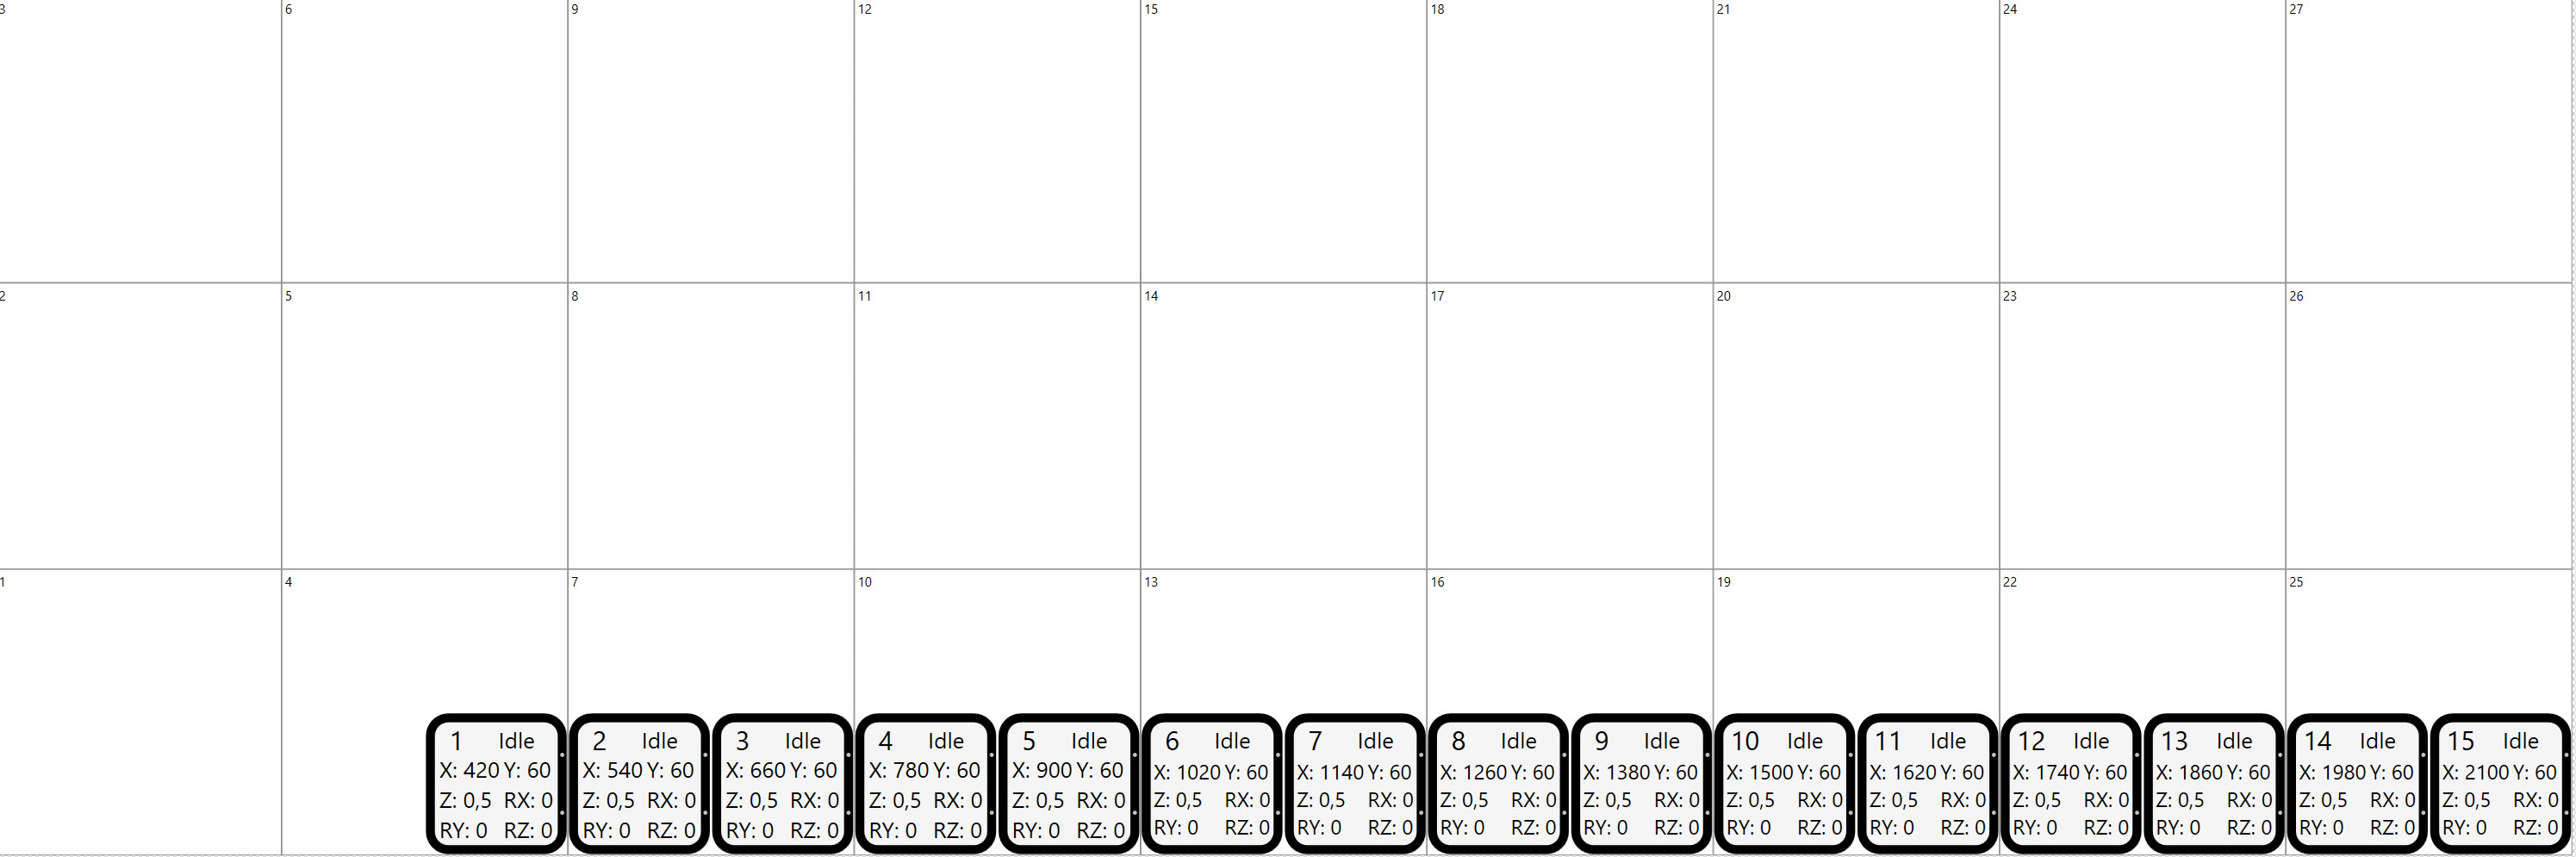 3 6 9 12 15 18 21 24 27
2 5 8 11 14 17 20 23 26
1 4 7 10 13 16 19 22 25
1 Idle
X: 420 Y: 60
Z: 0,5 RX: 0
RY: 0 RZ: 0
2 Idle
X: 540 Y: 60
Z: 0,5 RX: 0
RY: 0 RZ: 0
3 Idle
X: 660 Y: 60
Z: 0,5 RX: 0
RY: 0 RZ: 0
4 Idle
X: 780 Y: 60
Z: 0,5 RX: 0
RY: 0 RZ: 0
5 Idle
X: 900 Y: 60
Z: 0,5 RX: 0
RY: 0 RZ: 0
6 Idle
X: 1020 Y: 60
Z: 0,5 RX: 0
RY: 0 RZ: 0
7 Idle
X: 1140 Y: 60
Z: 0,5 RX: 0
RY: 0 RZ: 0
8 Idle
X: 1260 Y: 60
Z: 0,5 RX: 0
RY: 0 RZ: 0
9 Idle
X: 1380 Y: 60
Z: 0,5 RX: 0
RY: 0 RZ: 0
10 Idle
X: 1500 Y: 60
Z: 0,5 RX: 0
RY: 0 RZ: 0
11 Idle
X: 1620 Y: 60
Z: 0,5 RX: 0
RY: 0 RZ: 0
12 Idle
X: 1740 Y: 60
Z: 0,5 RX: 0
RY: 0 RZ: 0
13 Idle
X: 1860 Y: 60
Z: 0,5 RX: 0
RY: 0 RZ: 0
14 Idle
X: 1980 Y: 60
Z: 0,5 RX: 0
RY: 0 RZ: 0
15 Idle
X: 2100 Y: 60
Z: 0,5 RX: 0
RY: 0 RZ: 0